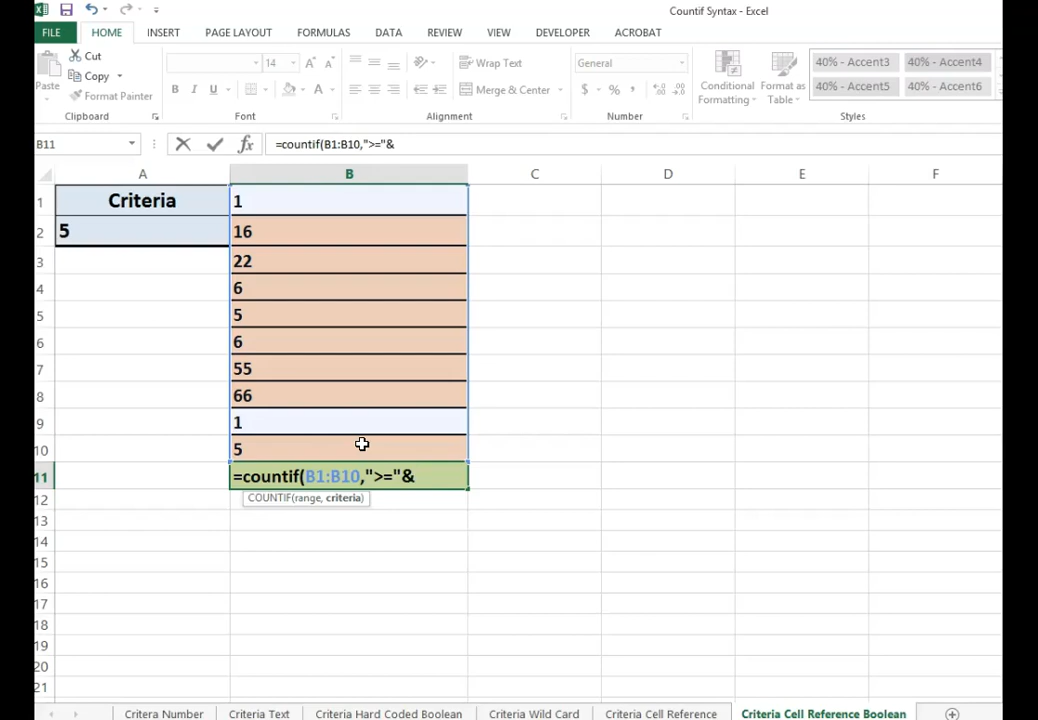 Countif Syntax - Excel
FILE HOME INSERT PAGE LAYOUT FORMULAS DATA REVIEW VIEW DEVELOPER ACROBAT
Cut
Copy
Format Painter
Paste
14
Wrap Text
Merge & Center
General
Conditional Formatting
Format as Table
40% - Accent3 40% - Accent4
40% - Accent5 40% - Accent6
Clipboard Font Alignment Number Styles
B11 =countif(B1:B10,">="&
A B C D E F
1 Criteria 1
2 5 16
3 22
4 6
5 5
6 6
7 55
8 66
9 1
10 5
11 =countif(B1:B10,">="&
12 COUNTIF(range, criteria)
13
14
15
16
17
18
19
20
21
Critera Number Criteria Text Criteria Hard Coded Boolean Criteria Wild Card Criteria Cell Reference Criteria Cell Reference Boolean